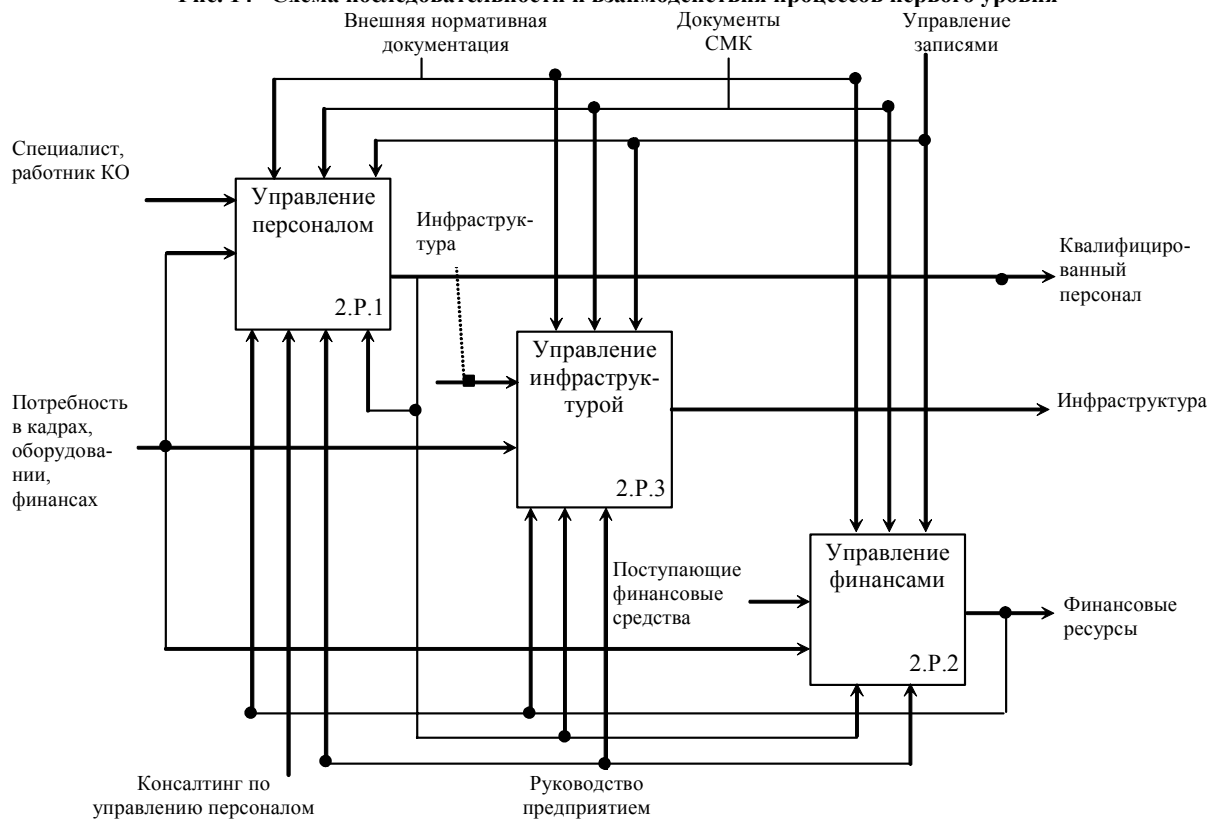 Рис. 14 Схема последовательности и взаимодействия процессов первого уровня
Внешняя нормативная
документация
Документы
СМК
Управление
записями
Специалист,
работник КО
Управление
персоналом
2.Р.1
Инфраструк-
тура
Квалифициро-
ванный
персонал
Управление
инфраструк-
турой
2.Р.3
Потребность
в кадрах,
оборудова-
нии,
финансах
Инфраструктура
Поступающие
финансовые
средства
Управление
финансами
2.Р.2
Финансовые
ресурсы
Консалтинг по
управлению персоналом
Руководство
предприятием